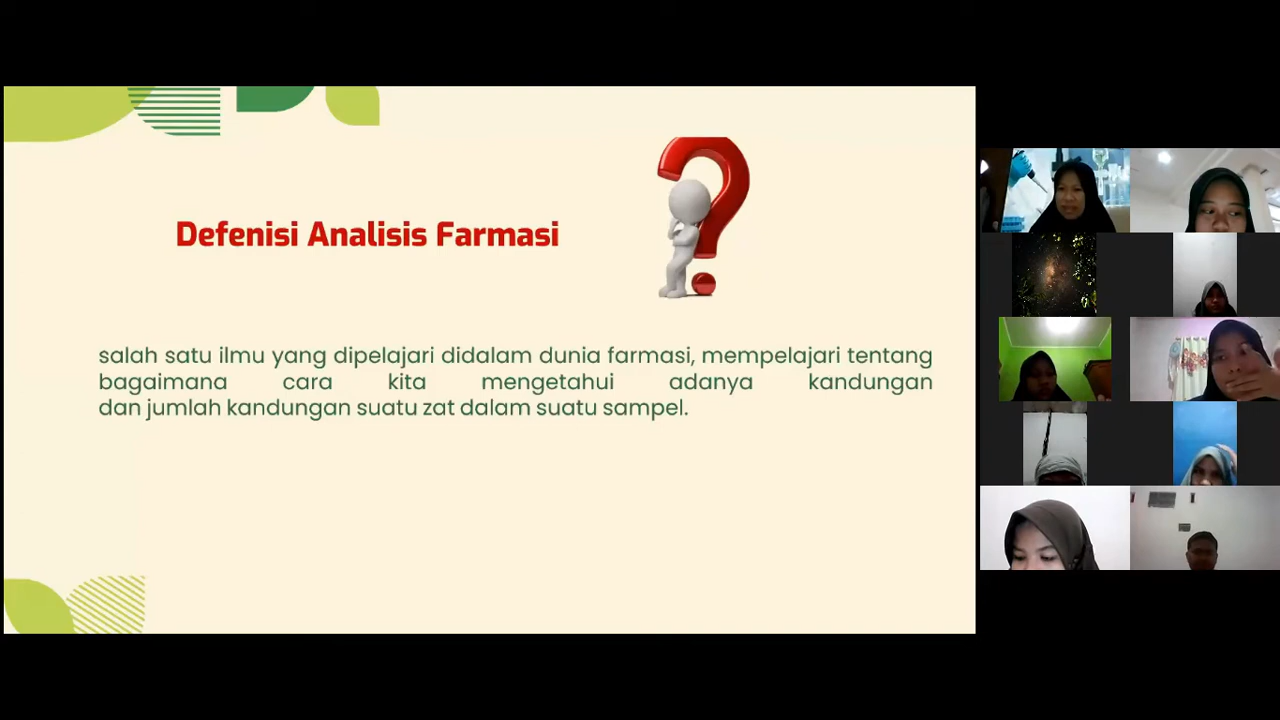 Defenisi Analisis Farmasi
salah satu ilmu yang dipelajari didalam dunia farmasi, mempelajari tentang
bagaimana cara kita mengetahui adanya kandungan
dan jumlah kandungan suatu zat dalam suatu sampel.